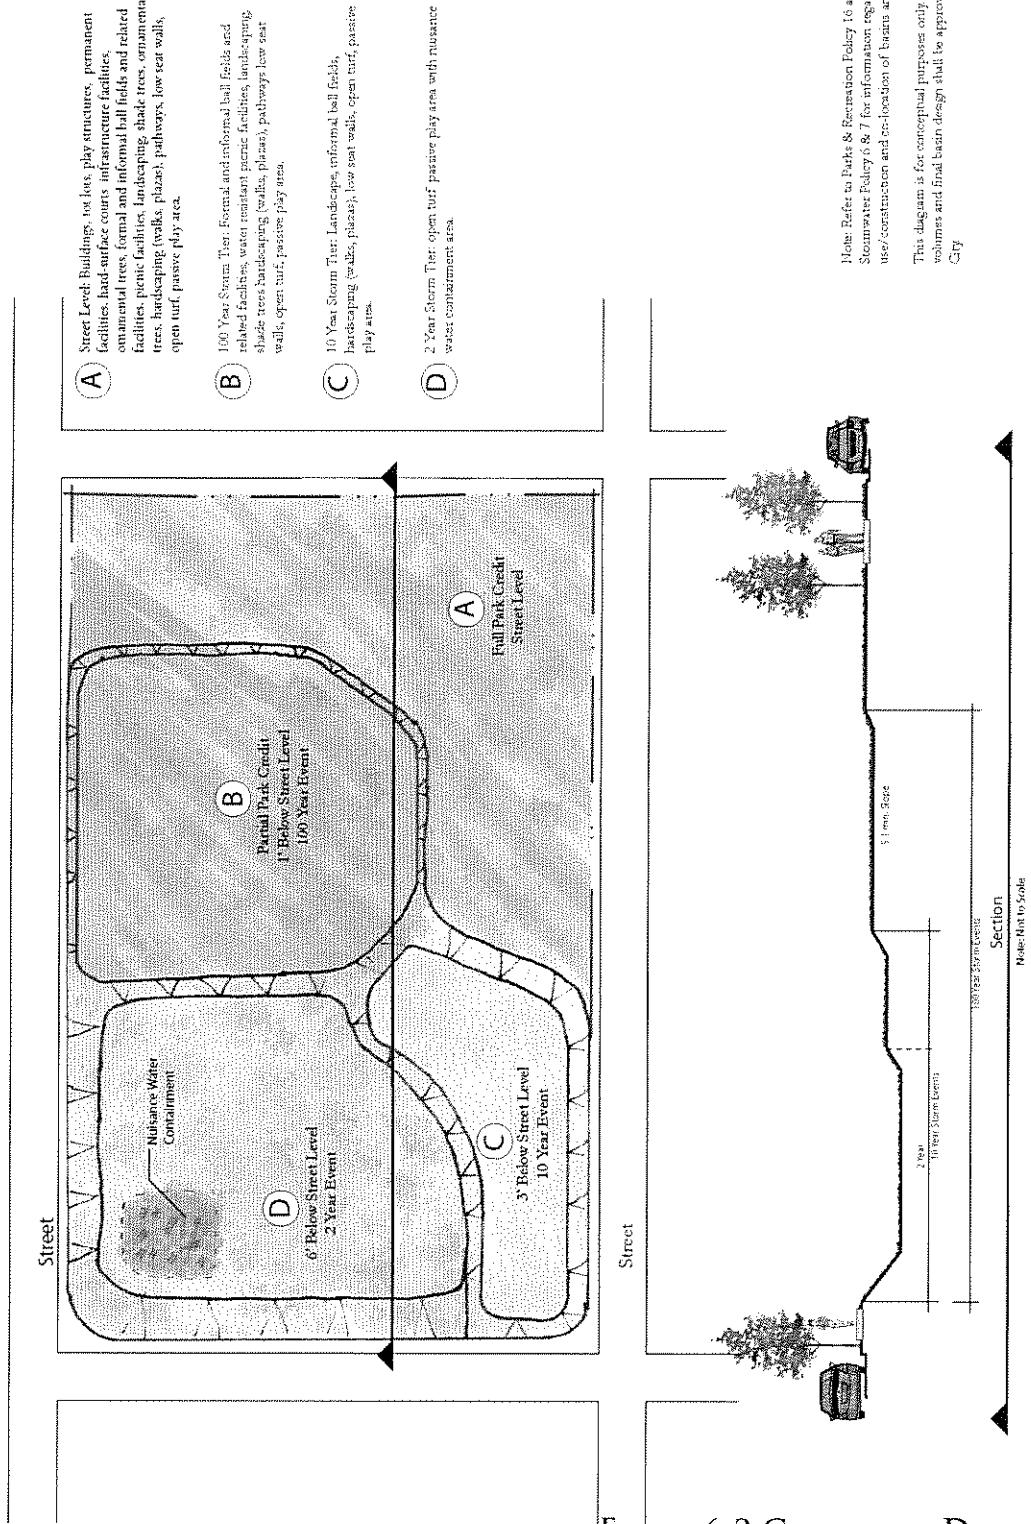 Street
Nuisance Water
Containment
D
6' Below Street Level
2 Year Event
B
Partial Park Credit
1' Below Street Level
100 Year Event
C
3' Below Street Level
10 Year Event
A
Full Park Credit
Street Level
Street
A Street Level: Buildings, tot lots, play structures, permanent
facilities, hard-surface courts infrastructure facilities,
ornamental trees, formal and informal ball fields and related
facilities, picnic facilities, landscaping, shade trees, ornamenta
trees, hardscaping (walks, plazas), pathways, low seat walls,
open turf, passive play area.
B 100 Year Storm Tier: Formal and informal ball fields and
related facilities, water resistant picnic facilities, landscaping,
shade trees hardscaping (walks, plazas), pathways low seat
walls, open turf, passive play area.
C 10 Year Storm Tier: Landscape, informal ball fields,
hardscaping (walks, plazas), low seat walls, open turf, passive
play area.
D 2 Year Storm Tier: open turf passive play area with nuisance
water containment area.
5:1 min. Slope
2 Year
10 Year Storm Events
100 Year Storm Events
Section
Note: Not to Scale
Note: Refer to Parks & Recreation Policy 16 a
Stormwater Policy 6 & 7 for information rega
use/construction and co-location of basins ar
This diagram is for conceptual purposes only.
volumes and final basin design shall be approv
City